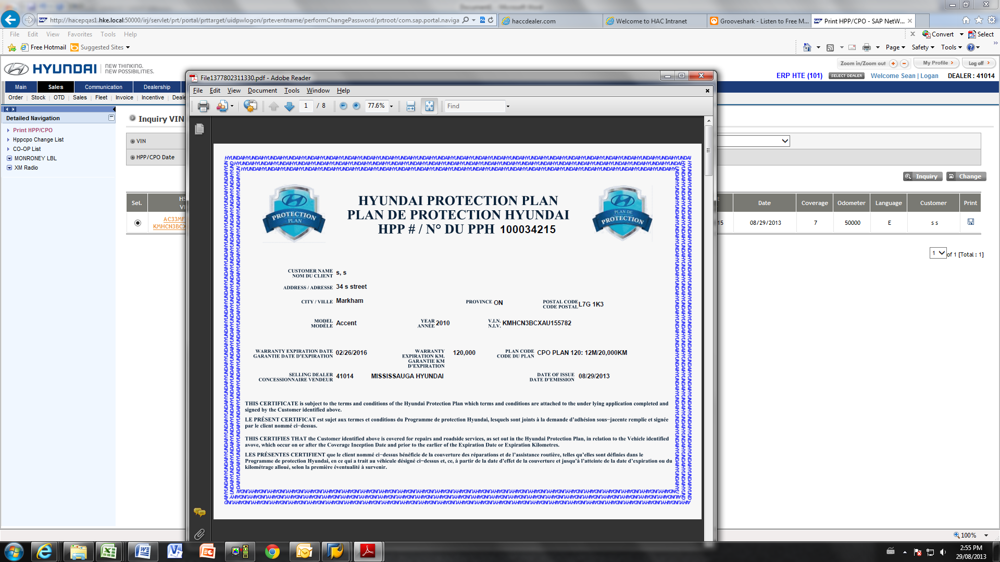 http://hacepqas1.hke.local:50000/irj/servlet/prt/portal/prttarget/uidpwlogon/prteventname/performChangePassword/prtroot/com.sap.portal.naviga
haccdealer.com
Welcome to HAC Intranet
Grooveshark - Listen to Free M...
Print HPP/CPO - SAP NetW...
File Edit View Favorites Tools Help
Convert Select
Free Hotmail Suggested Sites
Page Safety Tools
HYUNDAI
NEW THINKING.
NEW POSSIBILITIES.
Zoom in/Zoom out My Profile Log off
ERP HTE (101) SELECT DEALER Welcome Sean | Logan DEALER : 41014
Main Sales Communication Dealership
Order Stock OTD Sales Fleet Invoice Incentive Deale
Detailed Navigation
Print HPP/CPO
Hppcpo Change List
CO-OP List
MONRONEY LBL
XM Radio
Inquiry VIN
VIN
HPP/CPO Date
Inquiry Change
Sel. HS
VI
AC33MF
KMHCN3BCX
t Date Coverage Odometer Language Customer Print
15 08/29/2013 7 50000 E s s
1 of 1 [Total : 1]
File1377802311330.pdf - Adobe Reader
File Edit View Document Tools Window Help
1 / 8 77.6% Find
HYUNDAIHYUNDAIHYUNDAIHYUNDAIHYUNDAIHYUNDAIHYUNDAIHYUNDAI
PROTECTION
PLAN
PLAN DE
PROTECTION
HYUNDAI PROTECTION PLAN
PLAN DE PROTECTION HYUNDAI
HPP # / N° DU PPH 100034215
CUSTOMER NAME
NOM DU CLIENT s, s
ADDRESS / ADRESSE 34 s street
CITY / VILLE Markham PROVINCE ON POSTAL CODE
CODE POSTAL L7G 1K3
MODEL
MODÈLE Accent YEAR
ANNÉE 2010 V.I.N.
N.I.V. KMHCN3BCXAU155782
WARRANTY EXPIRATION DATE
GARANTIE DATE D'EXPIRATION 02/26/2016
WARRANTY
EXPIRATION KM.
GARANTIE KM
D'EXPIRATION 120,000
PLAN CODE
CODE DU PLAN CPO PLAN 120: 12M/20,000KM
SELLING DEALER
CONCESSIONNAIRE VENDEUR 41014 MISSISSAUGA HYUNDAI
DATE OF ISSUE
DATE D'EMISSION 08/29/2013
THIS CERTIFICATE is subject to the terms and conditions of the Hyundai Protection Plan which terms and conditions are attached to the under lying application completed and
signed by the Customer identified above.
LE PRÉSENT CERTIFICAT est sujet aux termes et conditions du Programme de protection Hyundai, lesquels sont joints à la demande d'adhésion sous−jacente remplie et signée
par le client nommé ci−dessus.
THIS CERTIFIES THAT the Customer identified above is covered for repairs and roadside services, as set out in the Hyundai Protection Plan, in relation to the Vehicle identified
avove, which occur on or after the Coverage Inception Date and prior to the earlier of the Expiration Date or Expiration Kilometres.
LES PRÉSENTES CERTIFIENT que le client nommé ci−dessus bénéficie de la couverture des réparations et de l'assistance routière, telles qu'elles sont définies dans le
Programme de protection Hyundai, en ce qui a trait au véhicule désigné ci−dessus et, ce, à partir de la date d'effet de la couverture et jusqu'à l'atteinte de la date d'expiration ou du
kilométrage alloué, selon la première éventualité à survenir.
100%
2:55 PM
29/08/2013